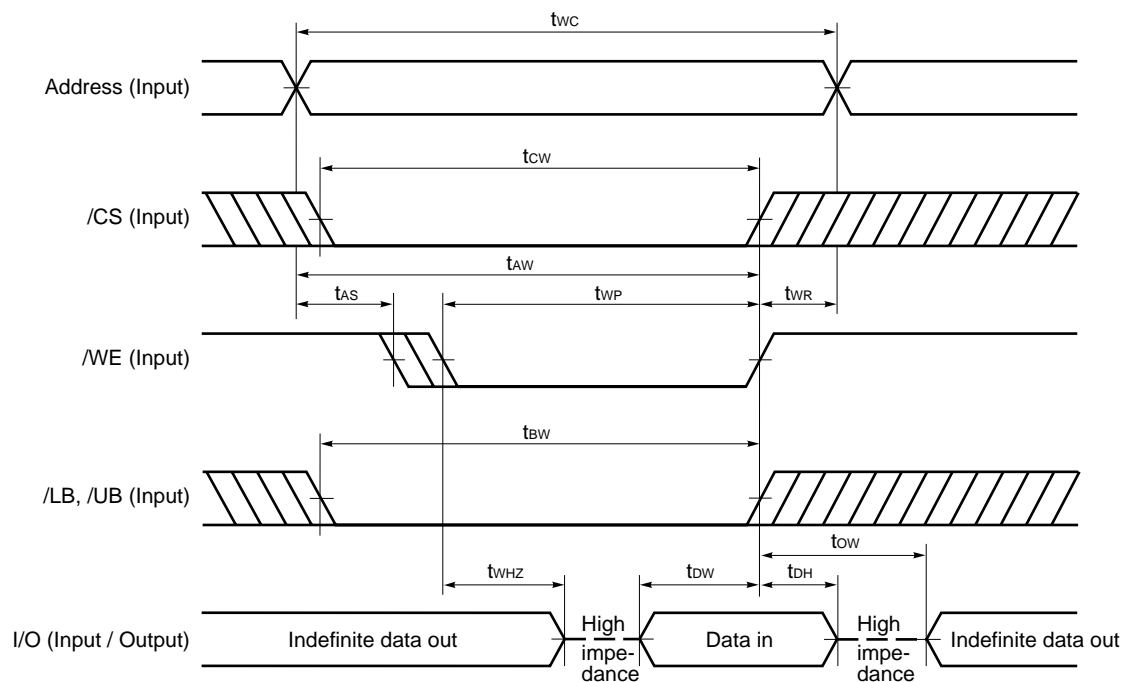 tWC
Address (Input)
tCW
/CS (Input)
tAW
tAS
tWP
tWR
/WE (Input)
tBW
/LB, /UB (Input)
tOW
tWHZ
tDW
tDH
I/O (Input / Output)
Indefinite data out
High
impe-
dance
Data in
High
impe-
dance
Indefinite data out